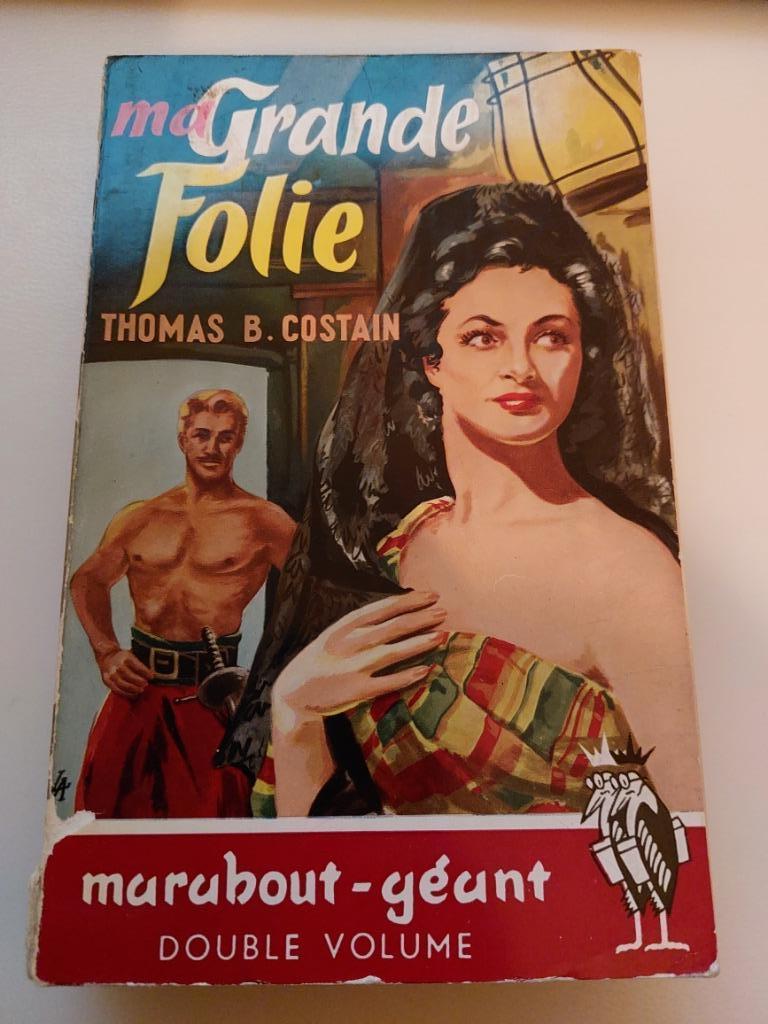 ma Grande
Folie
THOMAS B. COSTAIN
marabout-géant
DOUBLE VOLUME